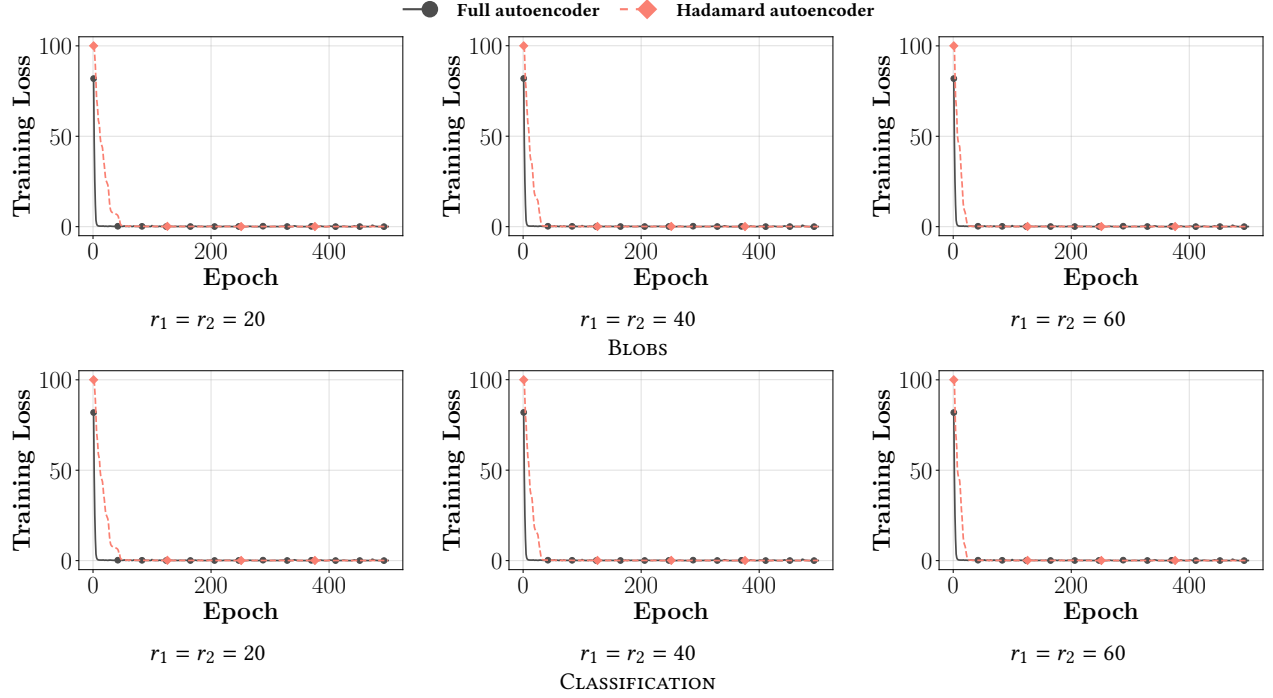 Full autoencoder Hadamard autoencoder
100 50 0
Training Loss
0 200 400
Epoch
r1 = r2 = 20
100 50 0
Training Loss
0 200 400
Epoch
r1 = r2 = 40
100 50 0
Training Loss
0 200 400
Epoch
r1 = r2 = 60
BLOBS
100 50 0
Training Loss
0 200 400
Epoch
r1 = r2 = 20
100 50 0
Training Loss
0 200 400
Epoch
r1 = r2 = 40
100 50 0
Training Loss
0 200 400
Epoch
r1 = r2 = 60
CLASSIFICATION